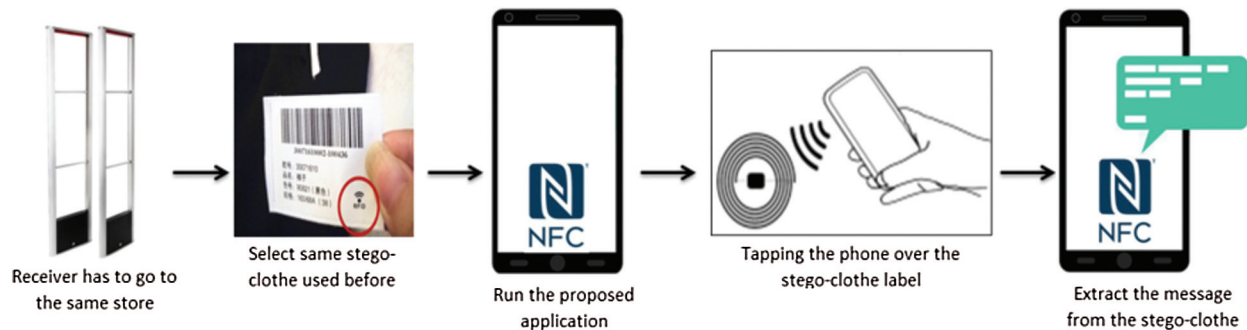 Receiver has to go to
the same store
RFID
Select same stego-
clothe used before
NFC
Run the proposed
application
Tapping the phone over the
stego-clothe label
NFC
Extract the message
from the stego-clothe